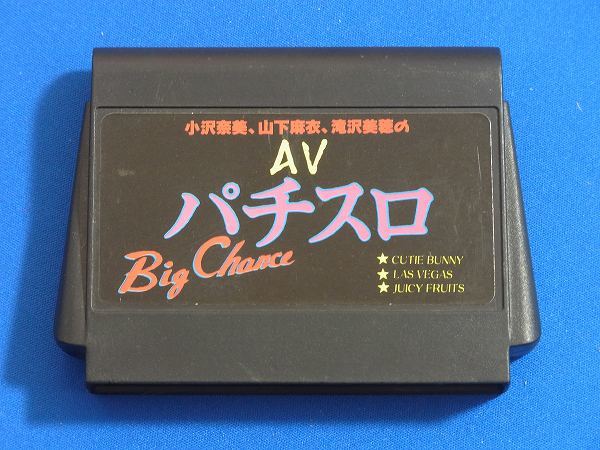 小沢奈美、山下麻衣、滝沢美穂の
AV
パチスロ
Big Chance
★ CUTIE BUNNY
★ LAS VEGAS
★ JUICY FRUITS